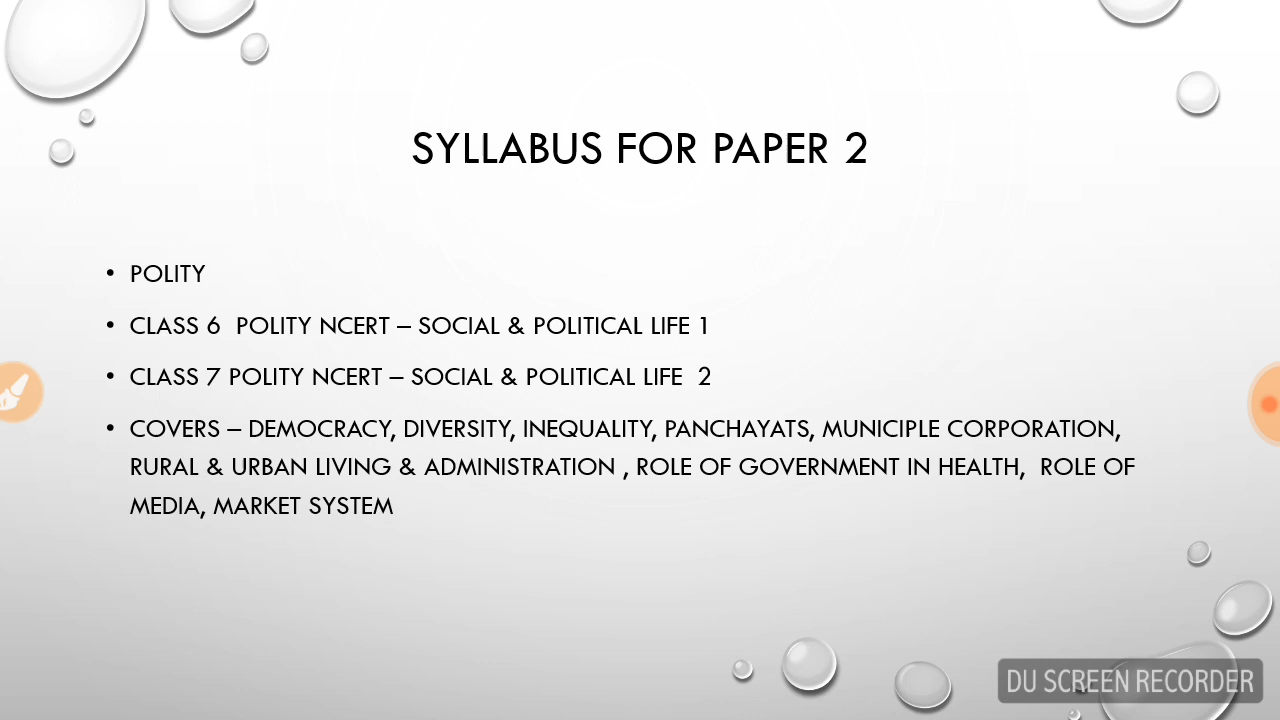 SYLLABUS FOR PAPER 2
• POLITY
• CLASS 6 POLITY NCERT – SOCIAL & POLITICAL LIFE 1
• CLASS 7 POLITY NCERT – SOCIAL & POLITICAL LIFE 2
• COVERS – DEMOCRACY, DIVERSITY, INEQUALITY, PANCHAYATS, MUNICIPLE CORPORATION,
RURAL & URBAN LIVING & ADMINISTRATION , ROLE OF GOVERNMENT IN HEALTH, ROLE OF
MEDIA, MARKET SYSTEM
DU SCREEN RECORDER